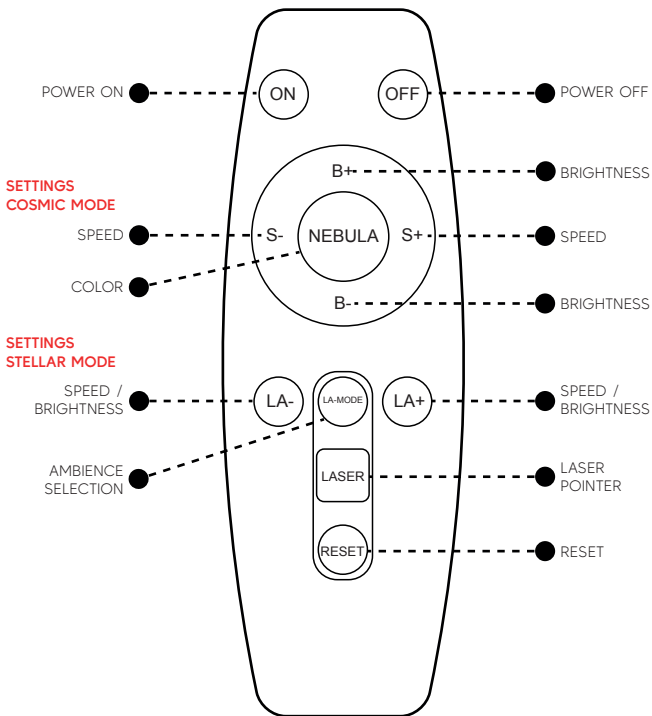 POWER ON
ON
OFF
POWER OFF
B+
BRIGHTNESS
SETTINGS
COSMIC MODE
SPEED
S-
NEBULA
S+
SPEED
COLOR
B-
BRIGHTNESS
SETTINGS
STELLAR MODE
SPEED /
BRIGHTNESS
LA-
LA-MODE
LA+
SPEED /
BRIGHTNESS
AMBIENCE
SELECTION
LASER
LASER
POINTER
RESET
RESET